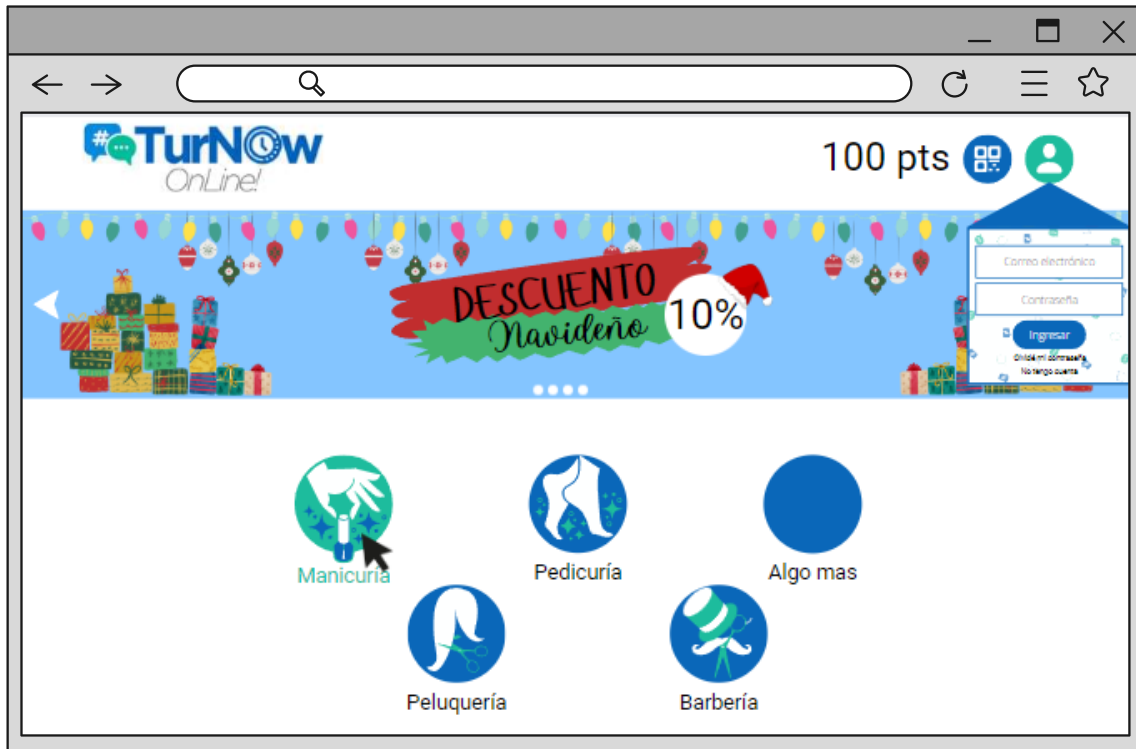 #TurNow
OnLine!
100 pts
DESCUENTO
Navideño
10%
Correo electrónico
Contraseña
Ingresar
Olvidé mi contraseña
No tengo cuenta
Manicuria
Pedicuría
Algo mas
Peluquería
Barbería